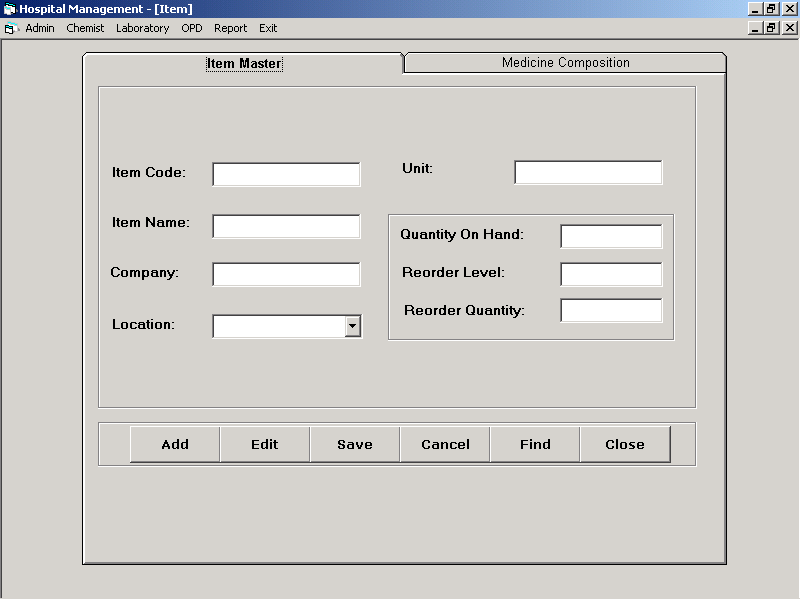 Hospital Management - [Item]
Admin Chemist Laboratory OPD Report Exit
Item Master Medicine Composition
Item Code: Unit:
Item Name: Quantity On Hand:
Company: Reorder Level:
Location: Reorder Quantity:
Add Edit Save Cancel Find Close